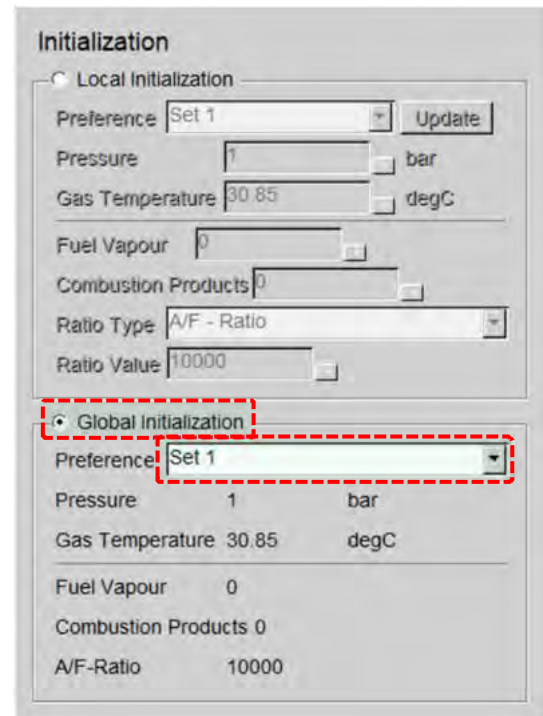 Initialization
Local Initialization
Preference Set 1 Update
Pressure 1 bar
Gas Temperature 30.85 degC
Fuel Vapour 0
Combustion Products 0
Ratio Type A/F - Ratio
Ratio Value 10000
Global Initialization
Preference Set 1
Pressure 1 bar
Gas Temperature 30.85 degC
Fuel Vapour 0
Combustion Products 0
A/F-Ratio 10000